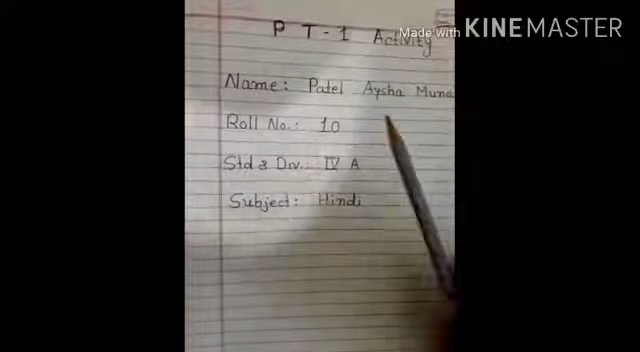 Made with KINEMASTER
P T - 1 Activity
Name: Patel Aysha
Roll No.: 10
Std & Div.: IV A
Subject: Hindi